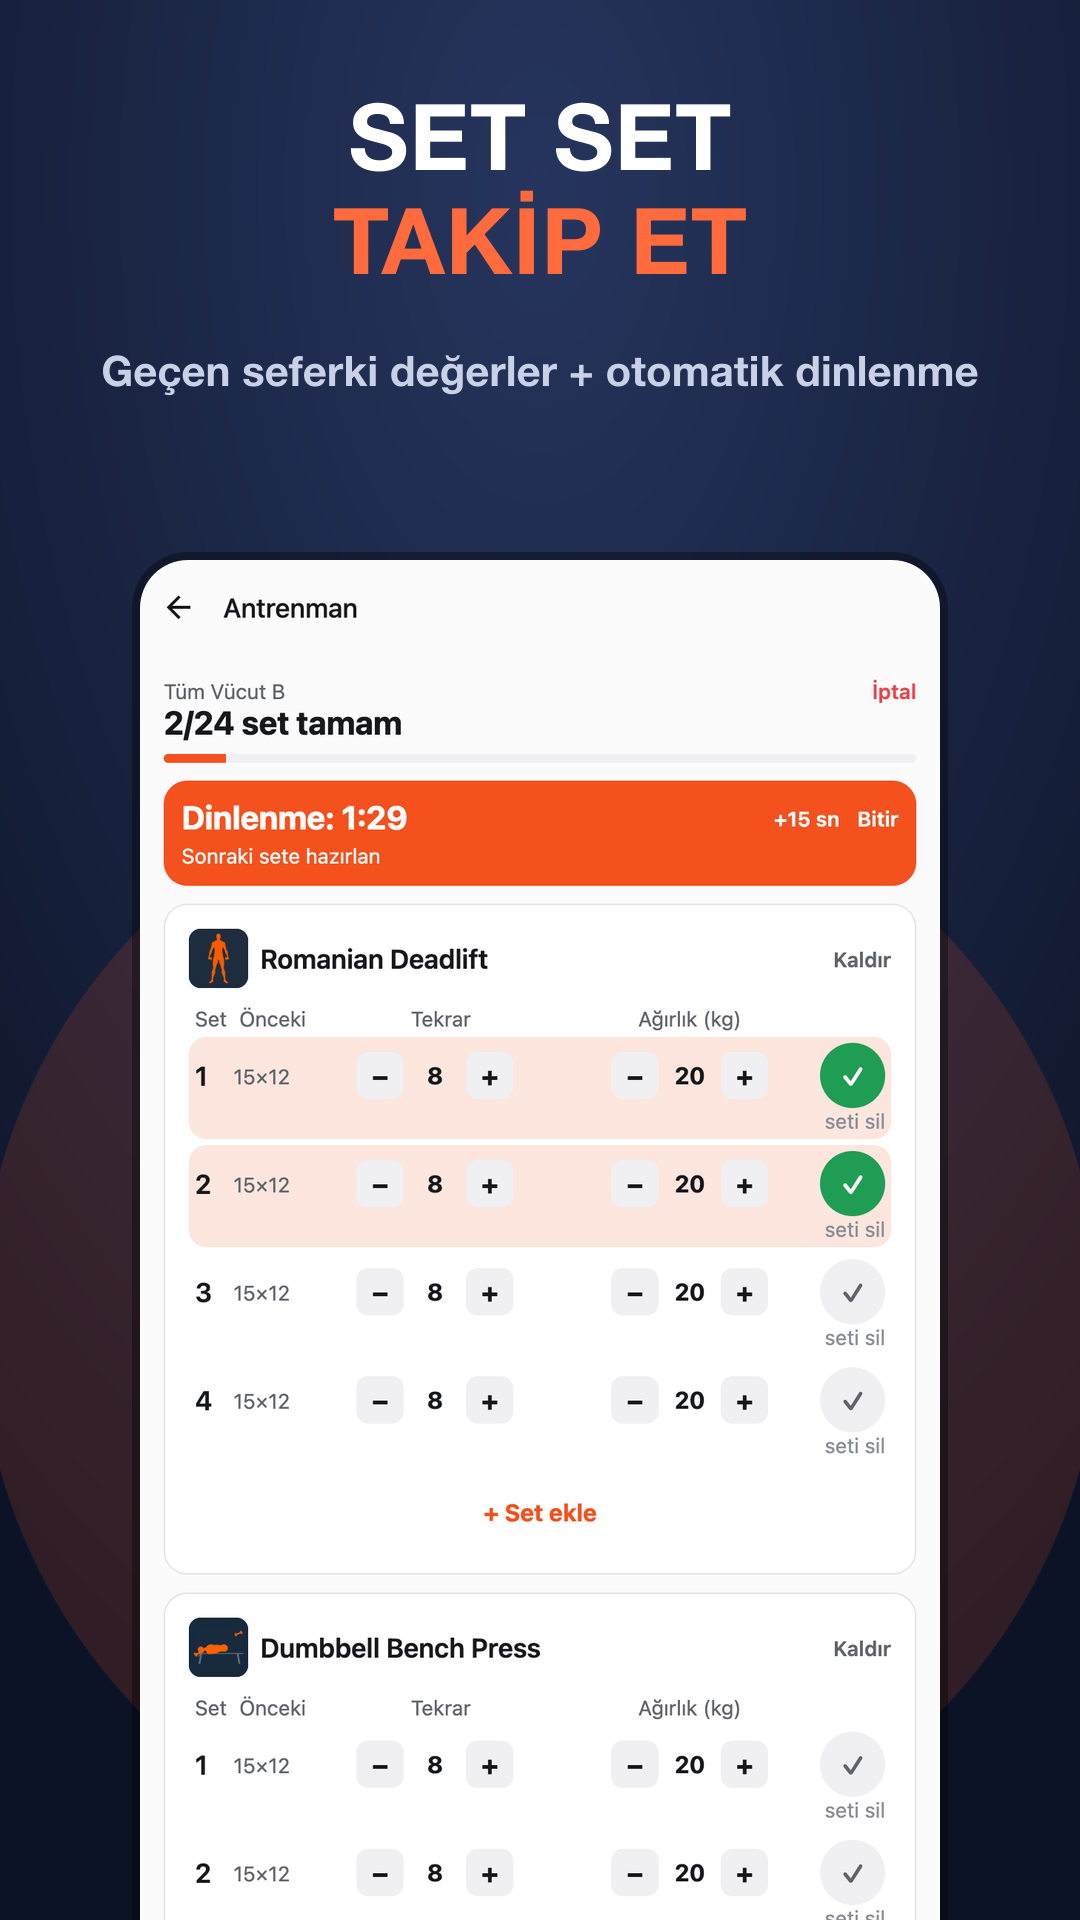 SET SET
TAKİP ET
Geçen seferki değerler + otomatik dinlenme
← Antrenman
Tüm Vücut B
İptal
2/24 set tamam
Dinlenme: 1:29 +15 sn Bitir
Sonraki sete hazırlan
Romanian Deadlift Kaldır
Set Önceki Tekrar Ağırlık (kg)
1 15×12 − 8 + − 20 + ✓
seti sil
2 15×12 − 8 + − 20 + ✓
seti sil
3 15×12 − 8 + − 20 + ✓
seti sil
4 15×12 − 8 + − 20 + ✓
seti sil
+ Set ekle
Dumbbell Bench Press Kaldır
Set Önceki Tekrar Ağırlık (kg)
1 15×12 − 8 + − 20 + ✓
seti sil
2 15×12 − 8 + − 20 + ✓
seti sil